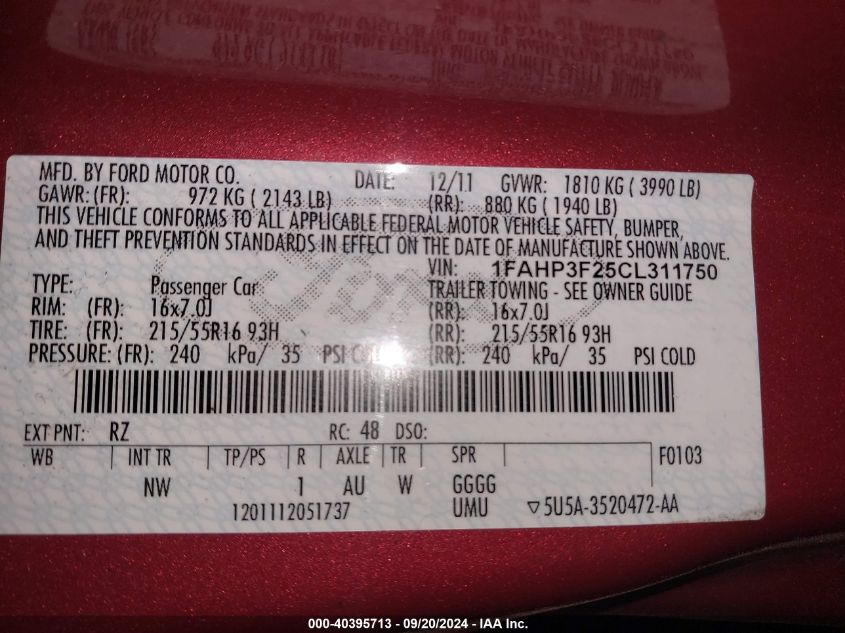 MFD. BY FORD MOTOR CO. DATE: 12/11 GVWR: 1810 KG ( 3990 LB)
GAWR: (FR): 972 KG ( 2143 LB) (RR): 880 KG ( 1940 LB)
THIS VEHICLE CONFORMS TO ALL APPLICABLE FEDERAL MOTOR VEHICLE SAFETY, BUMPER,
AND THEFT PREVENTION STANDARDS IN EFFECT ON THE DATE OF MANUFACTURE SHOWN ABOVE.
VIN: 1FAHP3F25CL311750
TYPE: Passenger Car TRAILER TOWING - SEE OWNER GUIDE
RIM: (FR): 16x7.0J (RR): 16x7.0J
TIRE: (FR): 215/55R16 93H (RR): 215/55R16 93H
PRESSURE: (FR): 240 kPa/ 35 PSI COLD (RR): 240 kPa/ 35 PSI COLD
Ford
EXT PNT: RZ RC: 48 DSO:
WB INT TR TP/PS R AXLE TR SPR F0103
NW 1 AU W GGGG
1201112051737 UMU ▽5U5A-3520472-AA
000-40395713 - 09/20/2024 - IAA Inc.